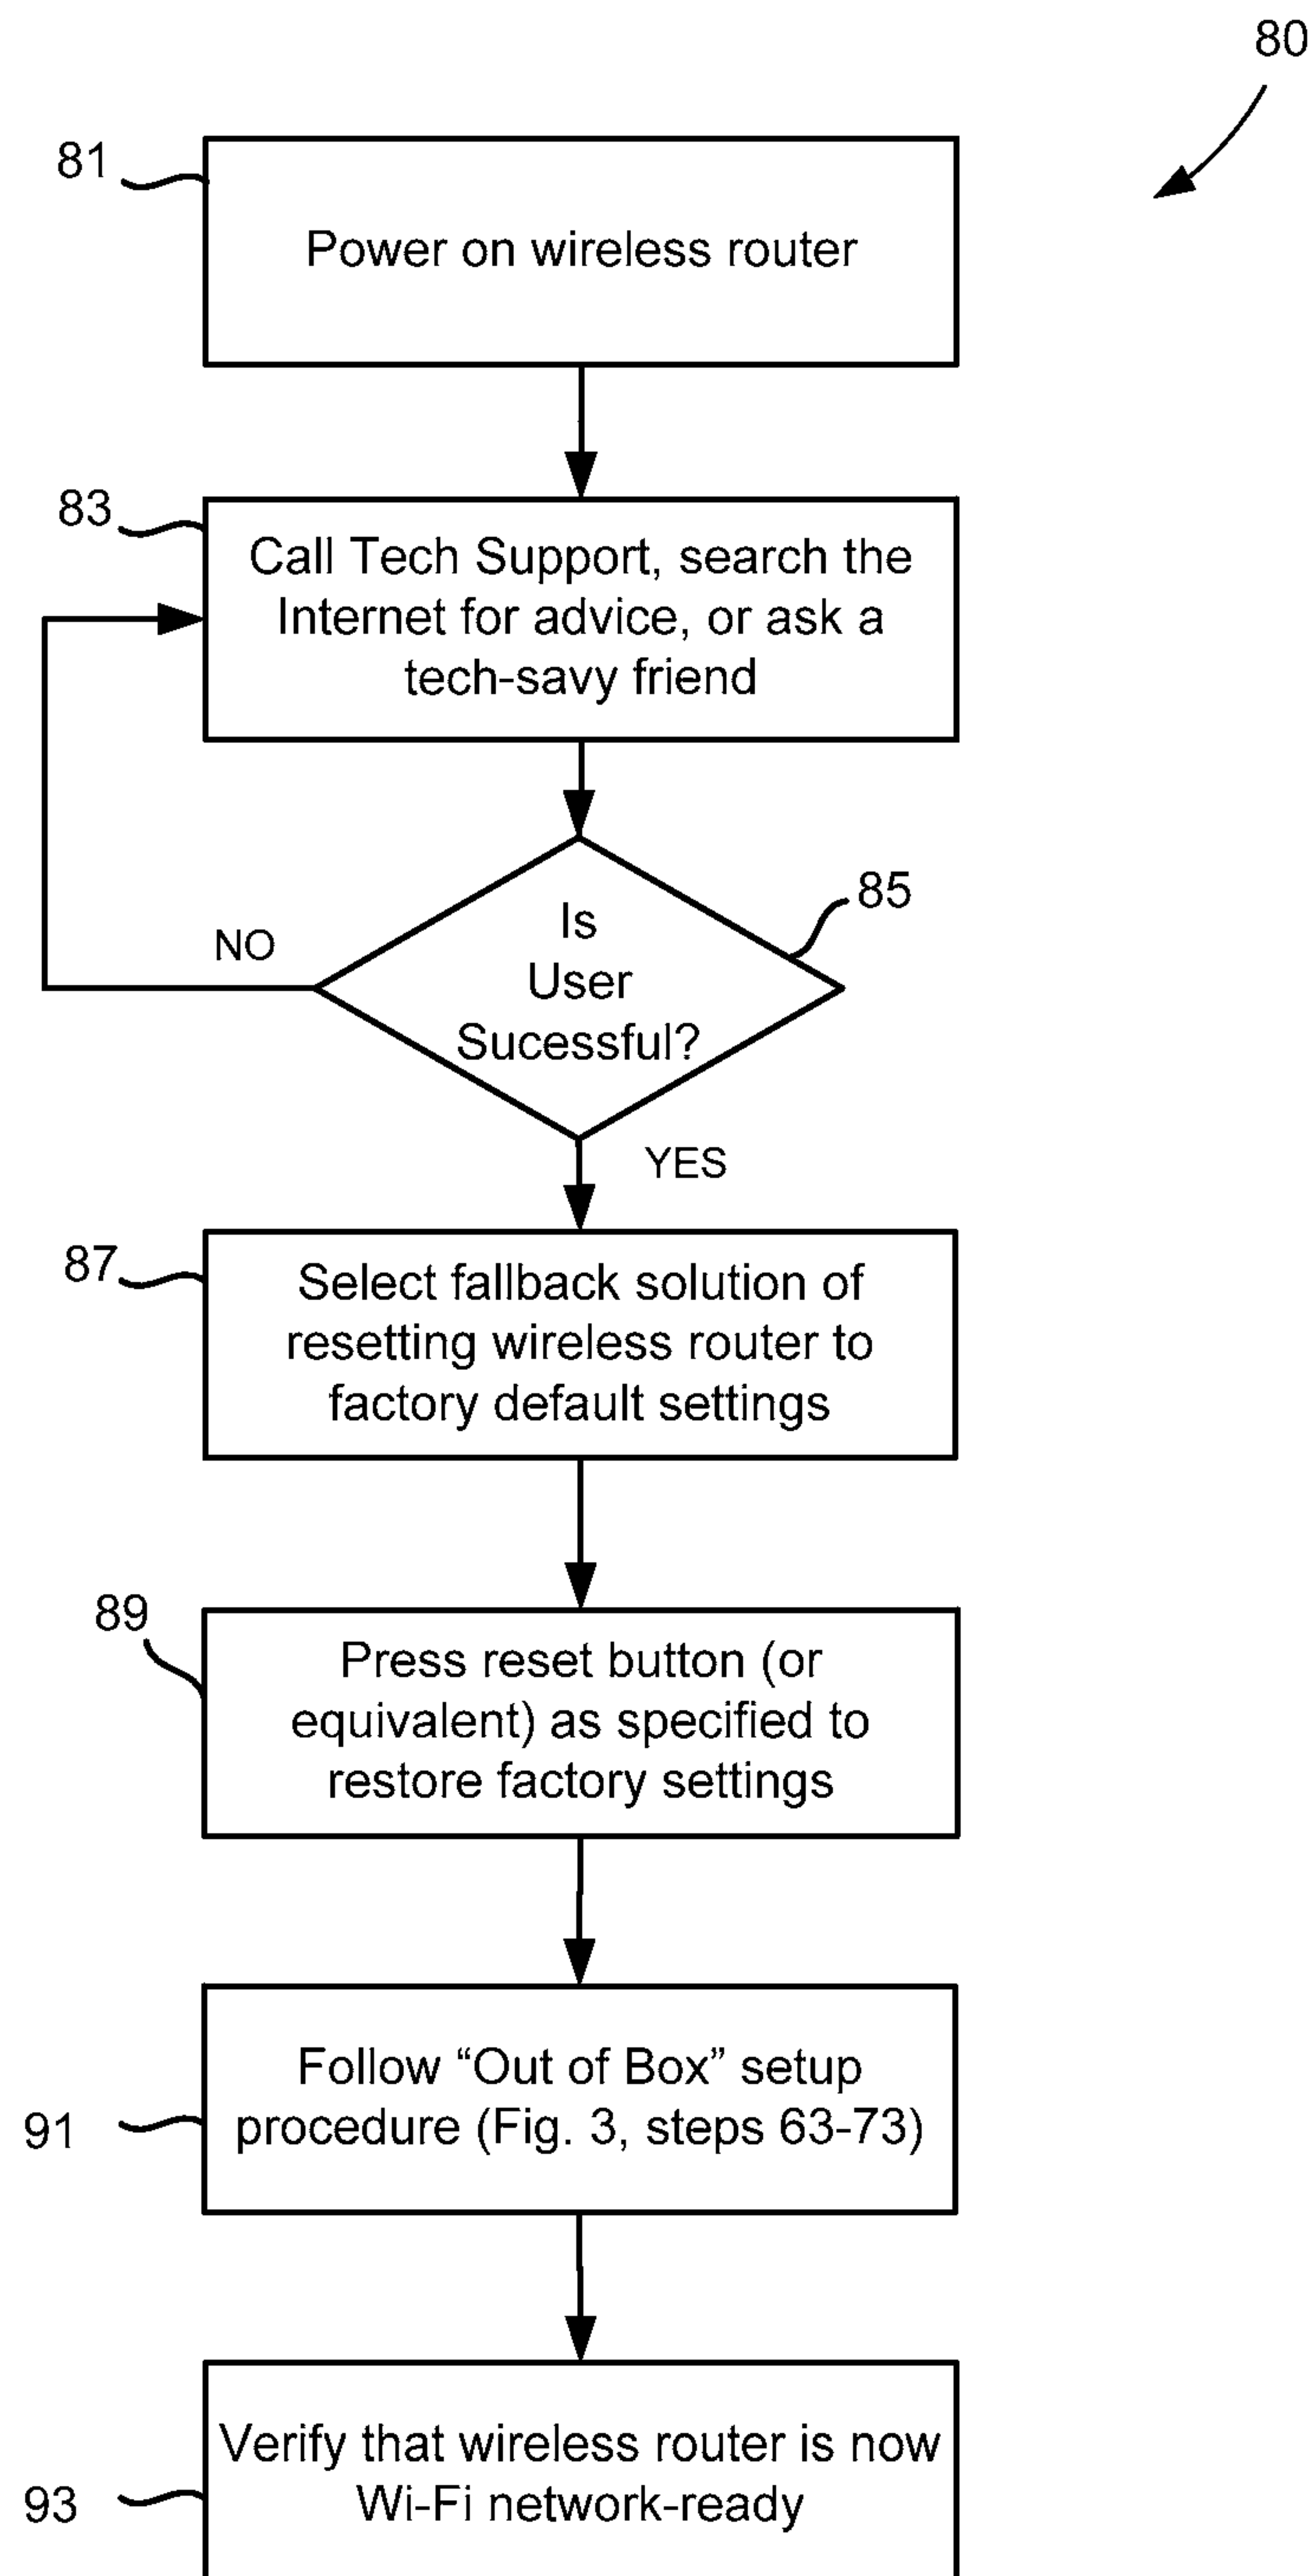 80
81
Power on wireless router
83
Call Tech Support, search the
Internet for advice, or ask a
tech-savy friend
85
Is
User
Sucessful?
NO
YES
87
Select fallback solution of
resetting wireless router to
factory default settings
89
Press reset button (or
equivalent) as specified to
restore factory settings
91
Follow “Out of Box” setup
procedure (Fig. 3, steps 63-73)
93
Verify that wireless router is now
Wi-Fi network-ready